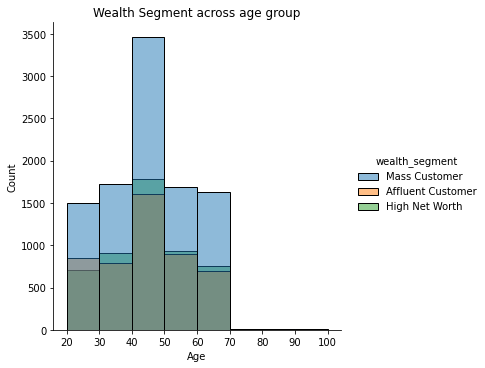 Wealth Segment across age group
3500
3000
2500
2000
1500
1000
500
0
Count
20 30 40 50 60 70 80 90 100
Age
wealth_segment
Mass Customer
Affluent Customer
High Net Worth